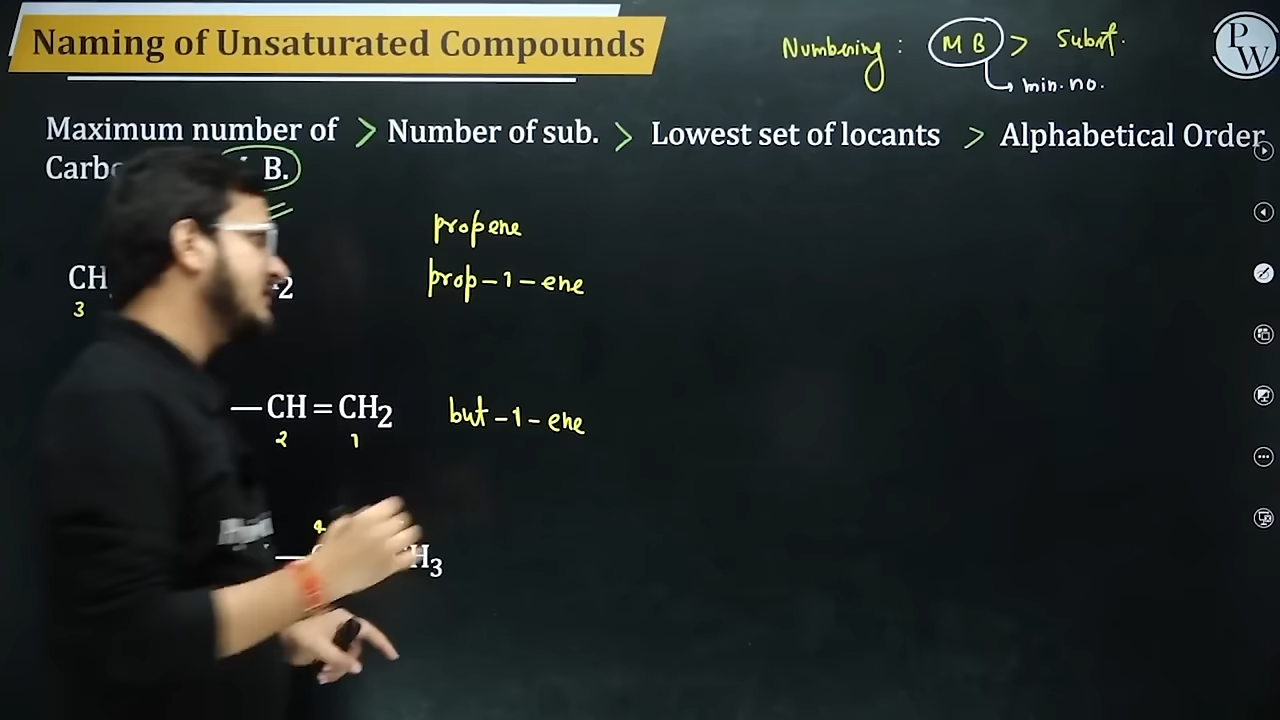 Naming of Unsaturated Compounds
Numbering : MB > Subst.
min. no.
PW
Maximum number of > Number of sub. > Lowest set of locants > Alphabetical Order
B.
propene
prop-1-ene
CH 2
3
—CH=CH2 but-1-ene
2 1
4
— H3